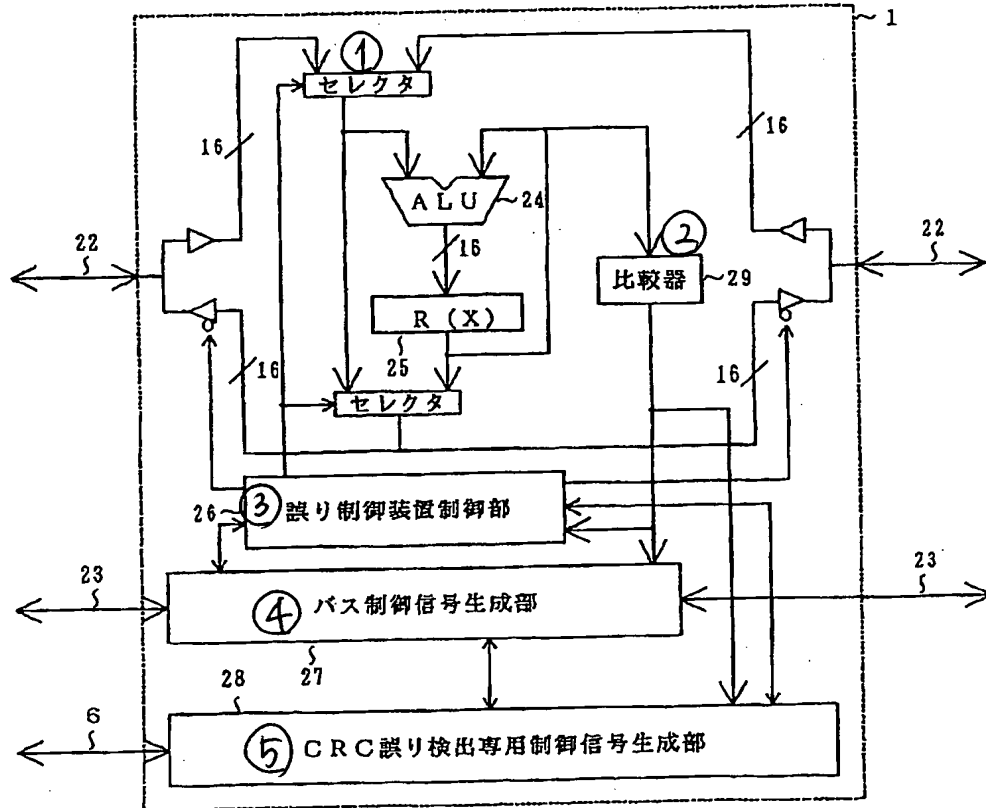 1
①
セレクタ
16
16
ALU
24
22
16
②
22
比較器
29
R (X)
25
16
16
セレクタ
26
③
誤り制御装置制御部
23
23
④
バス制御信号生成部
27
28
6
⑤
CRC誤り検出専用制御信号生成部